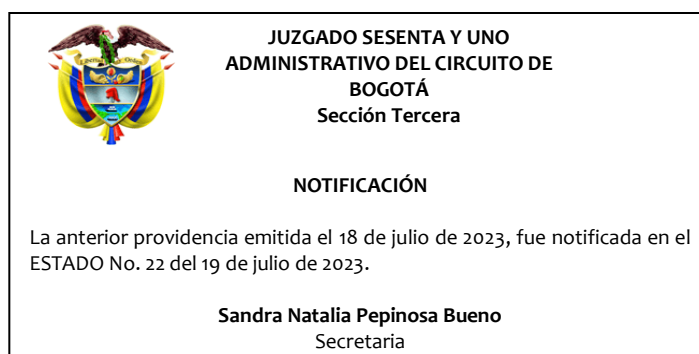 JUZGADO SESENTA Y UNO
ADMINISTRATIVO DEL CIRCUITO DE
BOGOTÁ
Sección Tercera
NOTIFICACIÓN
La anterior providencia emitida el 18 de julio de 2023, fue notificada en el
ESTADO No. 22 del 19 de julio de 2023.
Sandra Natalia Pepinosa Bueno
Secretaria